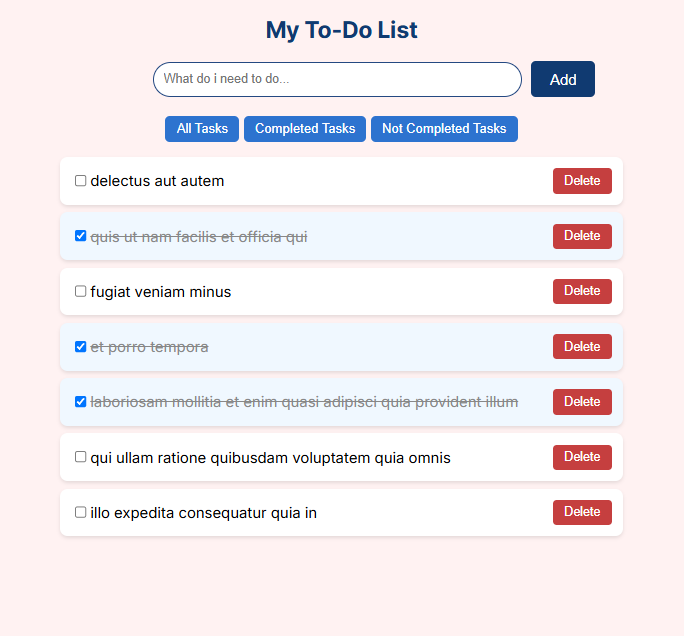 My To-Do List
What do i need to do...
Add
All Tasks Completed Tasks Not Completed Tasks
delectus aut autem Delete
quis ut nam facilis et officia qui Delete
fugiat veniam minus Delete
et porro tempora Delete
laboriosam mollitia et enim quasi adipisci quia provident illum Delete
qui ullam ratione quibusdam voluptatem quia omnis Delete
illo expedita consequatur quia in Delete